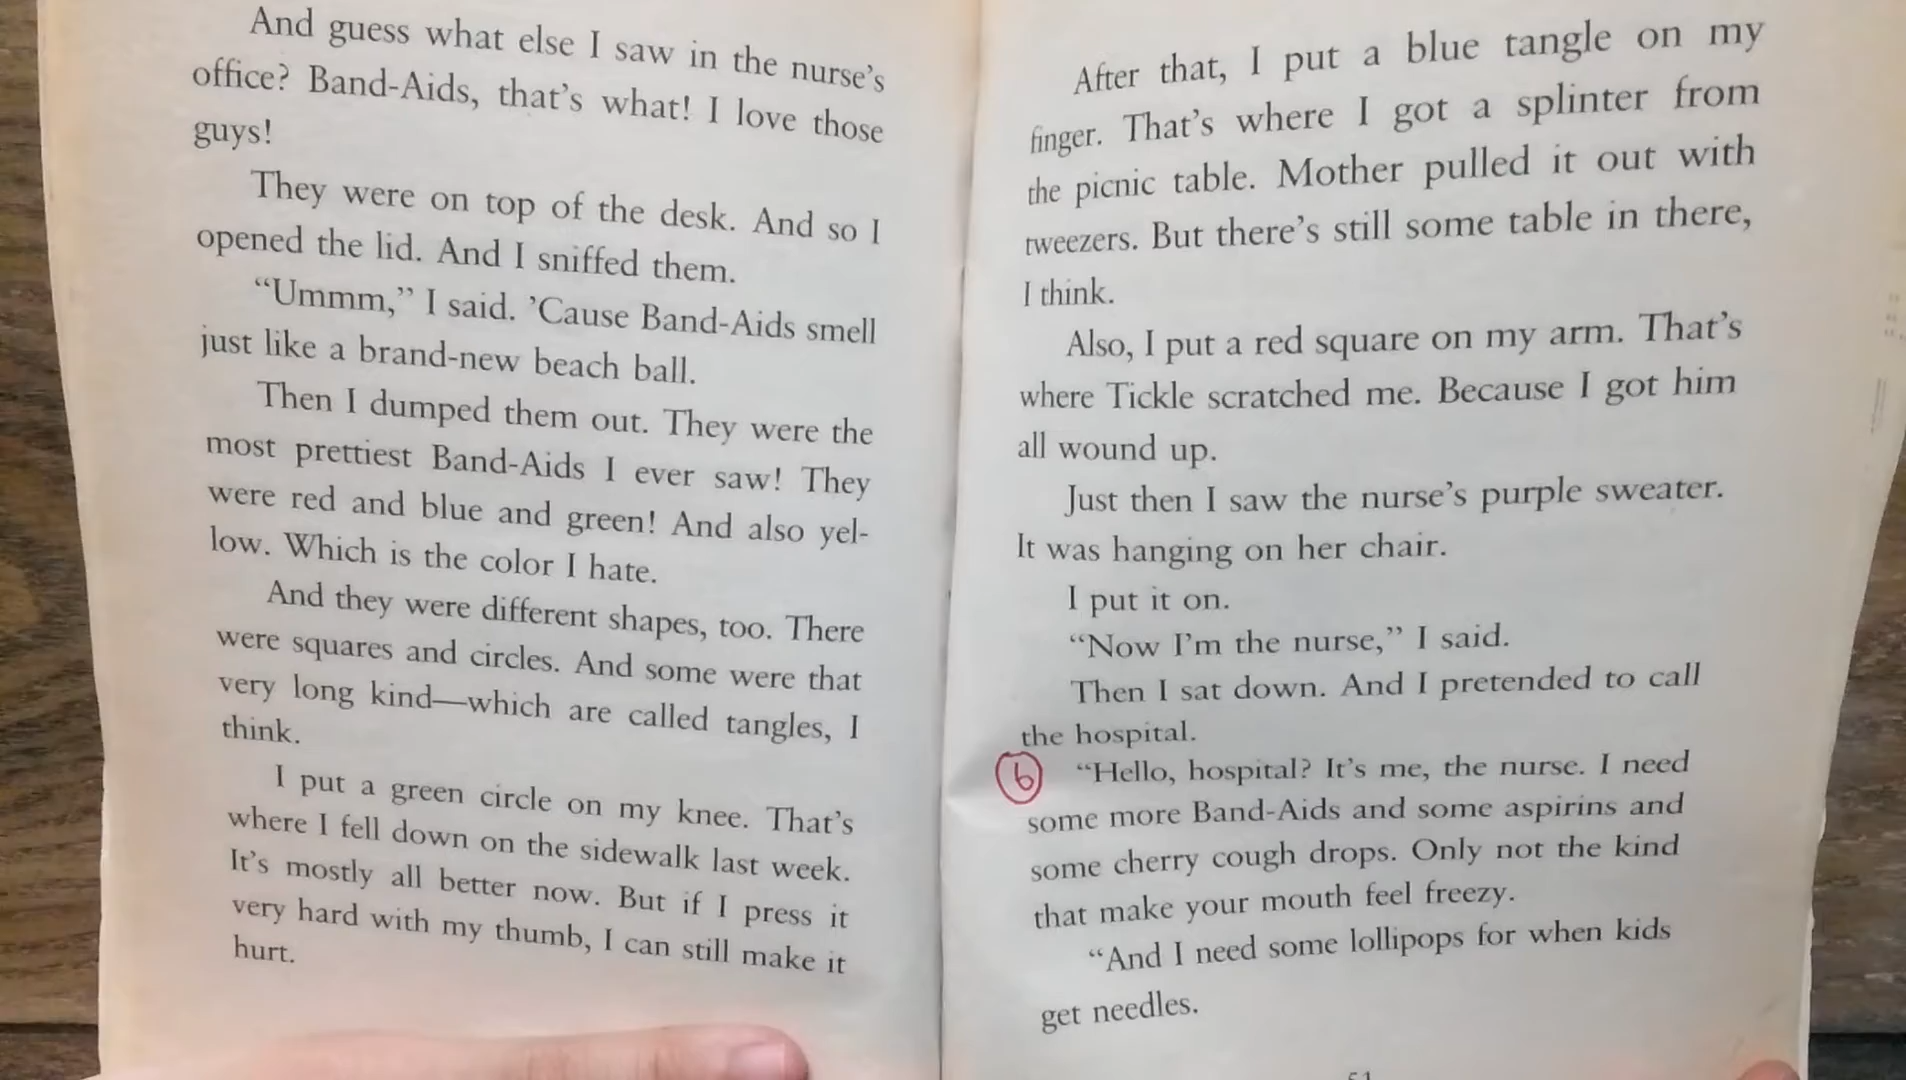 And guess what else I saw in the nurse's
office? Band-Aids, that's what! I love those
guys!
They were on top of the desk. And so I
opened the lid. And I sniffed them.
“Ummm,” I said. ’Cause Band-Aids smell
just like a brand-new beach ball.
Then I dumped them out. They were the
most prettiest Band-Aids I ever saw! They
were red and blue and green! And also yel-
low. Which is the color I hate.
And they were different shapes, too. There
were squares and circles. And some were that
very long kind—which are called tangles, I
think.
I put a green circle on my knee. That's
where I fell down on the sidewalk last week.
It's mostly all better now. But if I press it
very hard with my thumb, I can still make it
hurt.
After that, I put a blue tangle on my
finger. That's where I got a splinter from
the picnic table. Mother pulled it out with
tweezers. But there's still some table in there,
I think.
Also, I put a red square on my arm. That's
where Tickle scratched me. Because I got him
all wound up.
Just then I saw the nurse's purple sweater.
It was hanging on her chair.
I put it on.
“Now I'm the nurse,” I said.
Then I sat down. And I pretended to call
the hospital.
6 “Hello, hospital? It's me, the nurse. I need
some more Band-Aids and some aspirins and
some cherry cough drops. Only not the kind
that make your mouth feel freezy.
“And I need some lollipops for when kids
get needles.